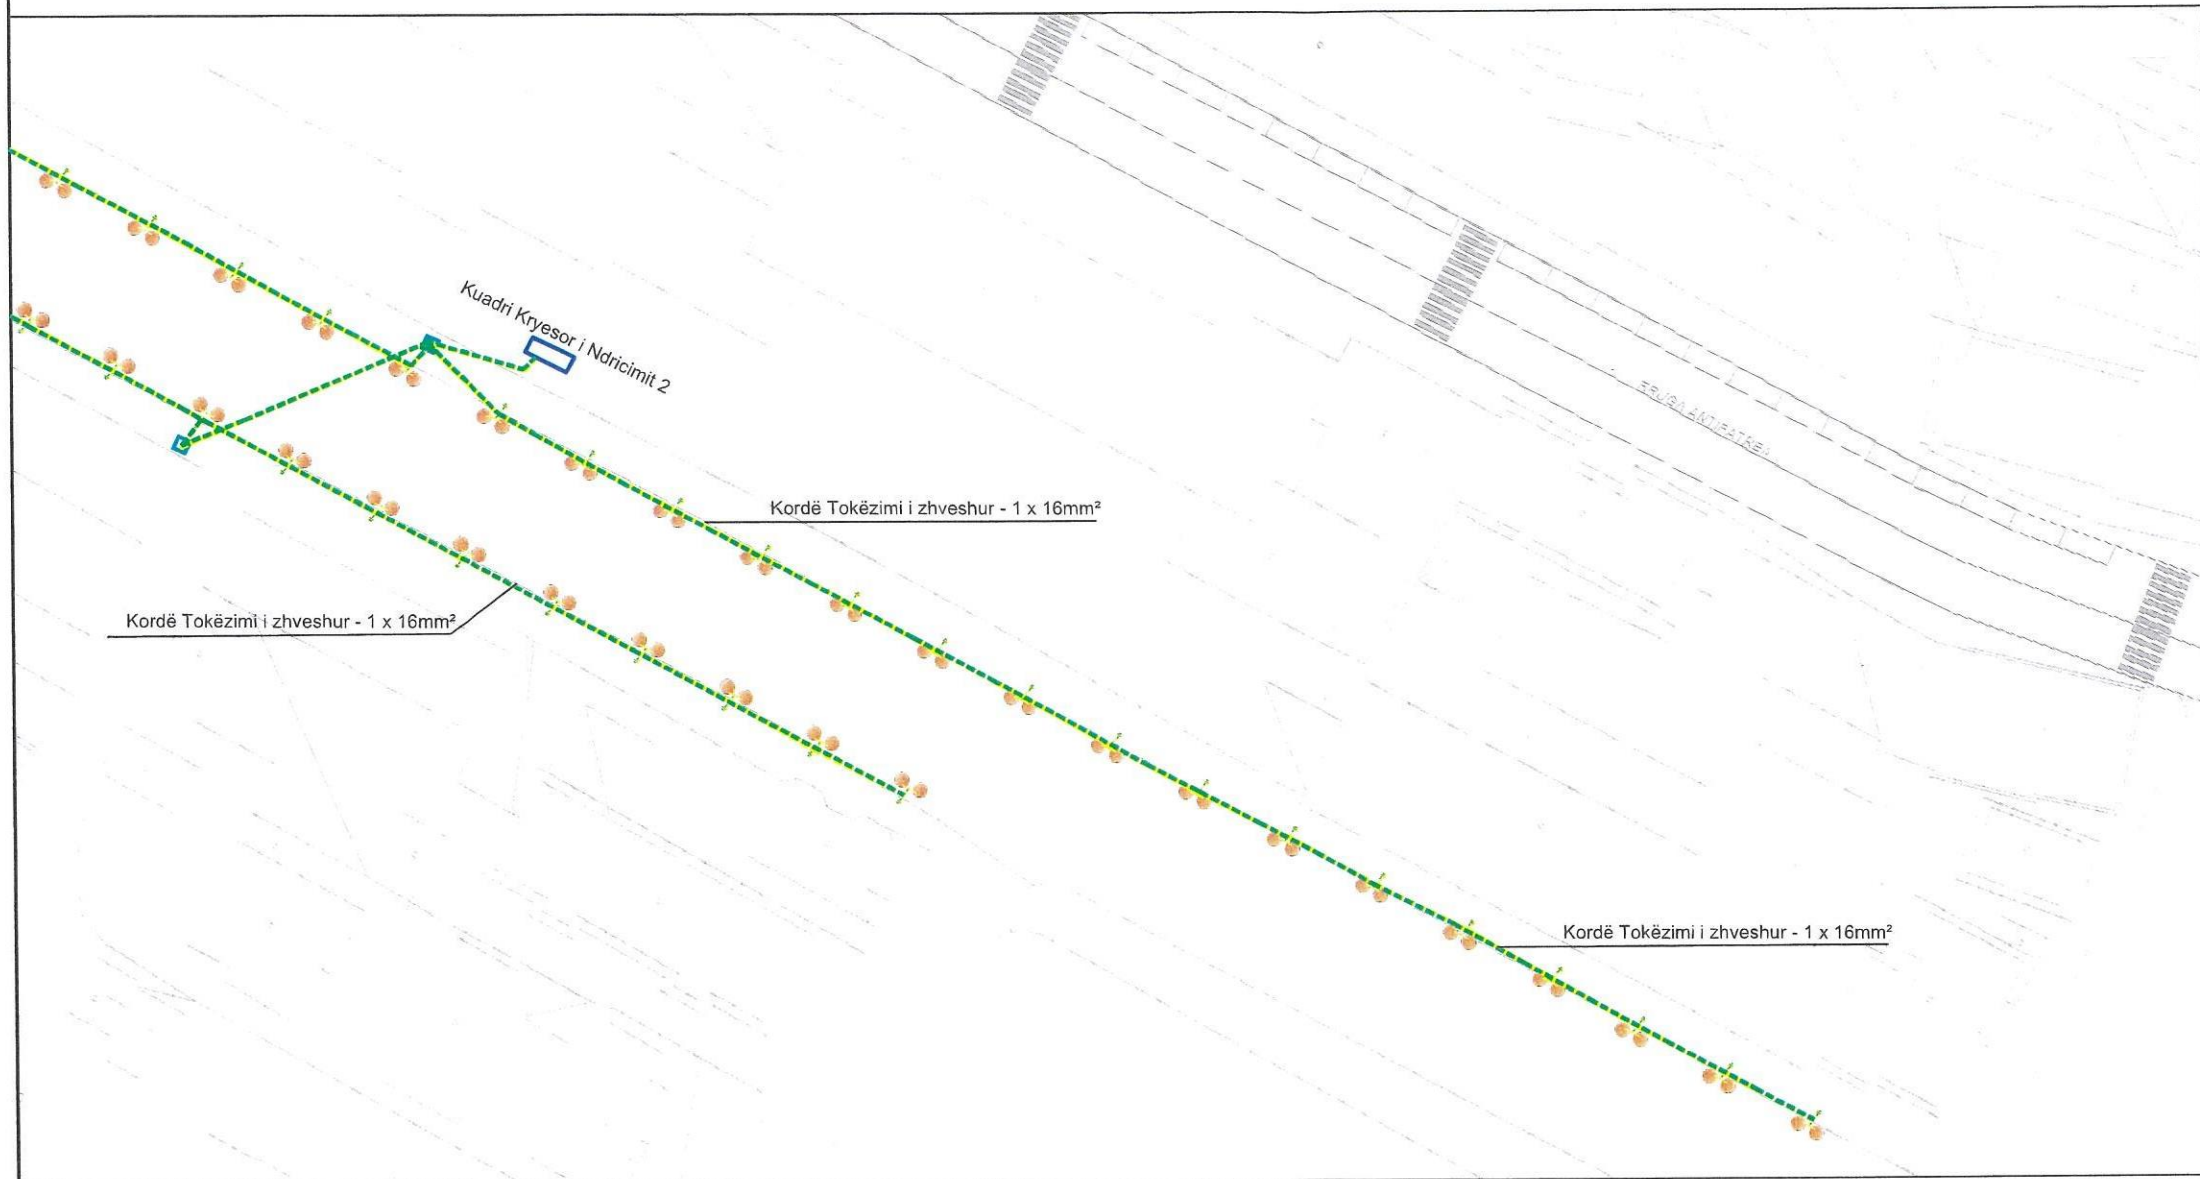 Kuadri Kryesor i Ndricimit 2
Kordë Tokëzimi i zhveshur - 1 x 16mm²
Kordë Tokëzimi i zhveshur - 1 x 16mm²
Kordë Tokëzimi i zhveshur - 1 x 16mm²